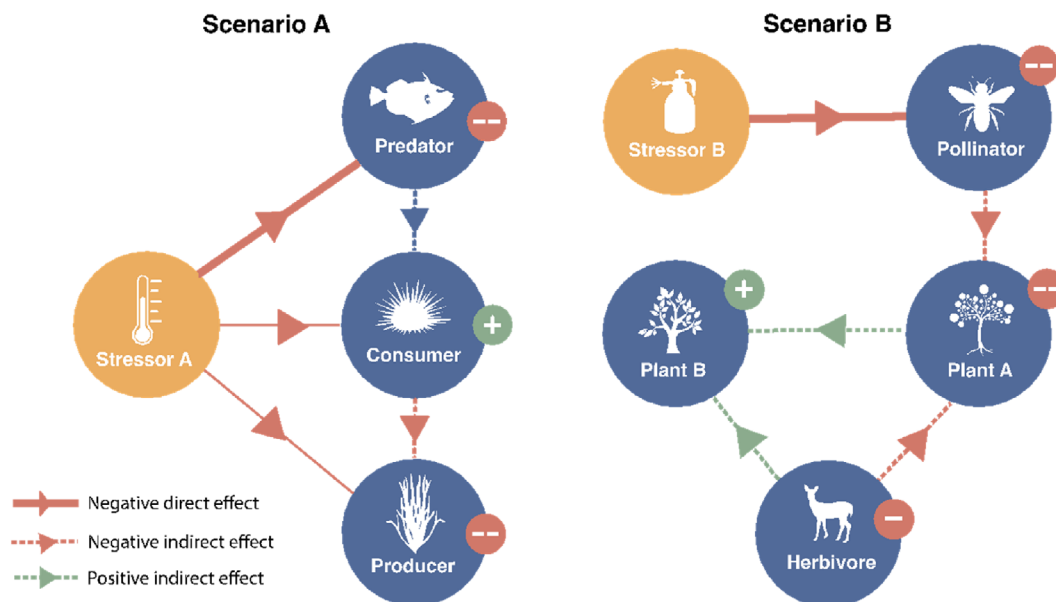 Scenario A
Scenario B
Predator
--
Stressor B
Pollinator
--
Stressor A
Consumer
+
Plant B
+
Plant A
--
Producer
--
Herbivore
-
Negative direct effect
Negative indirect effect
Positive indirect effect